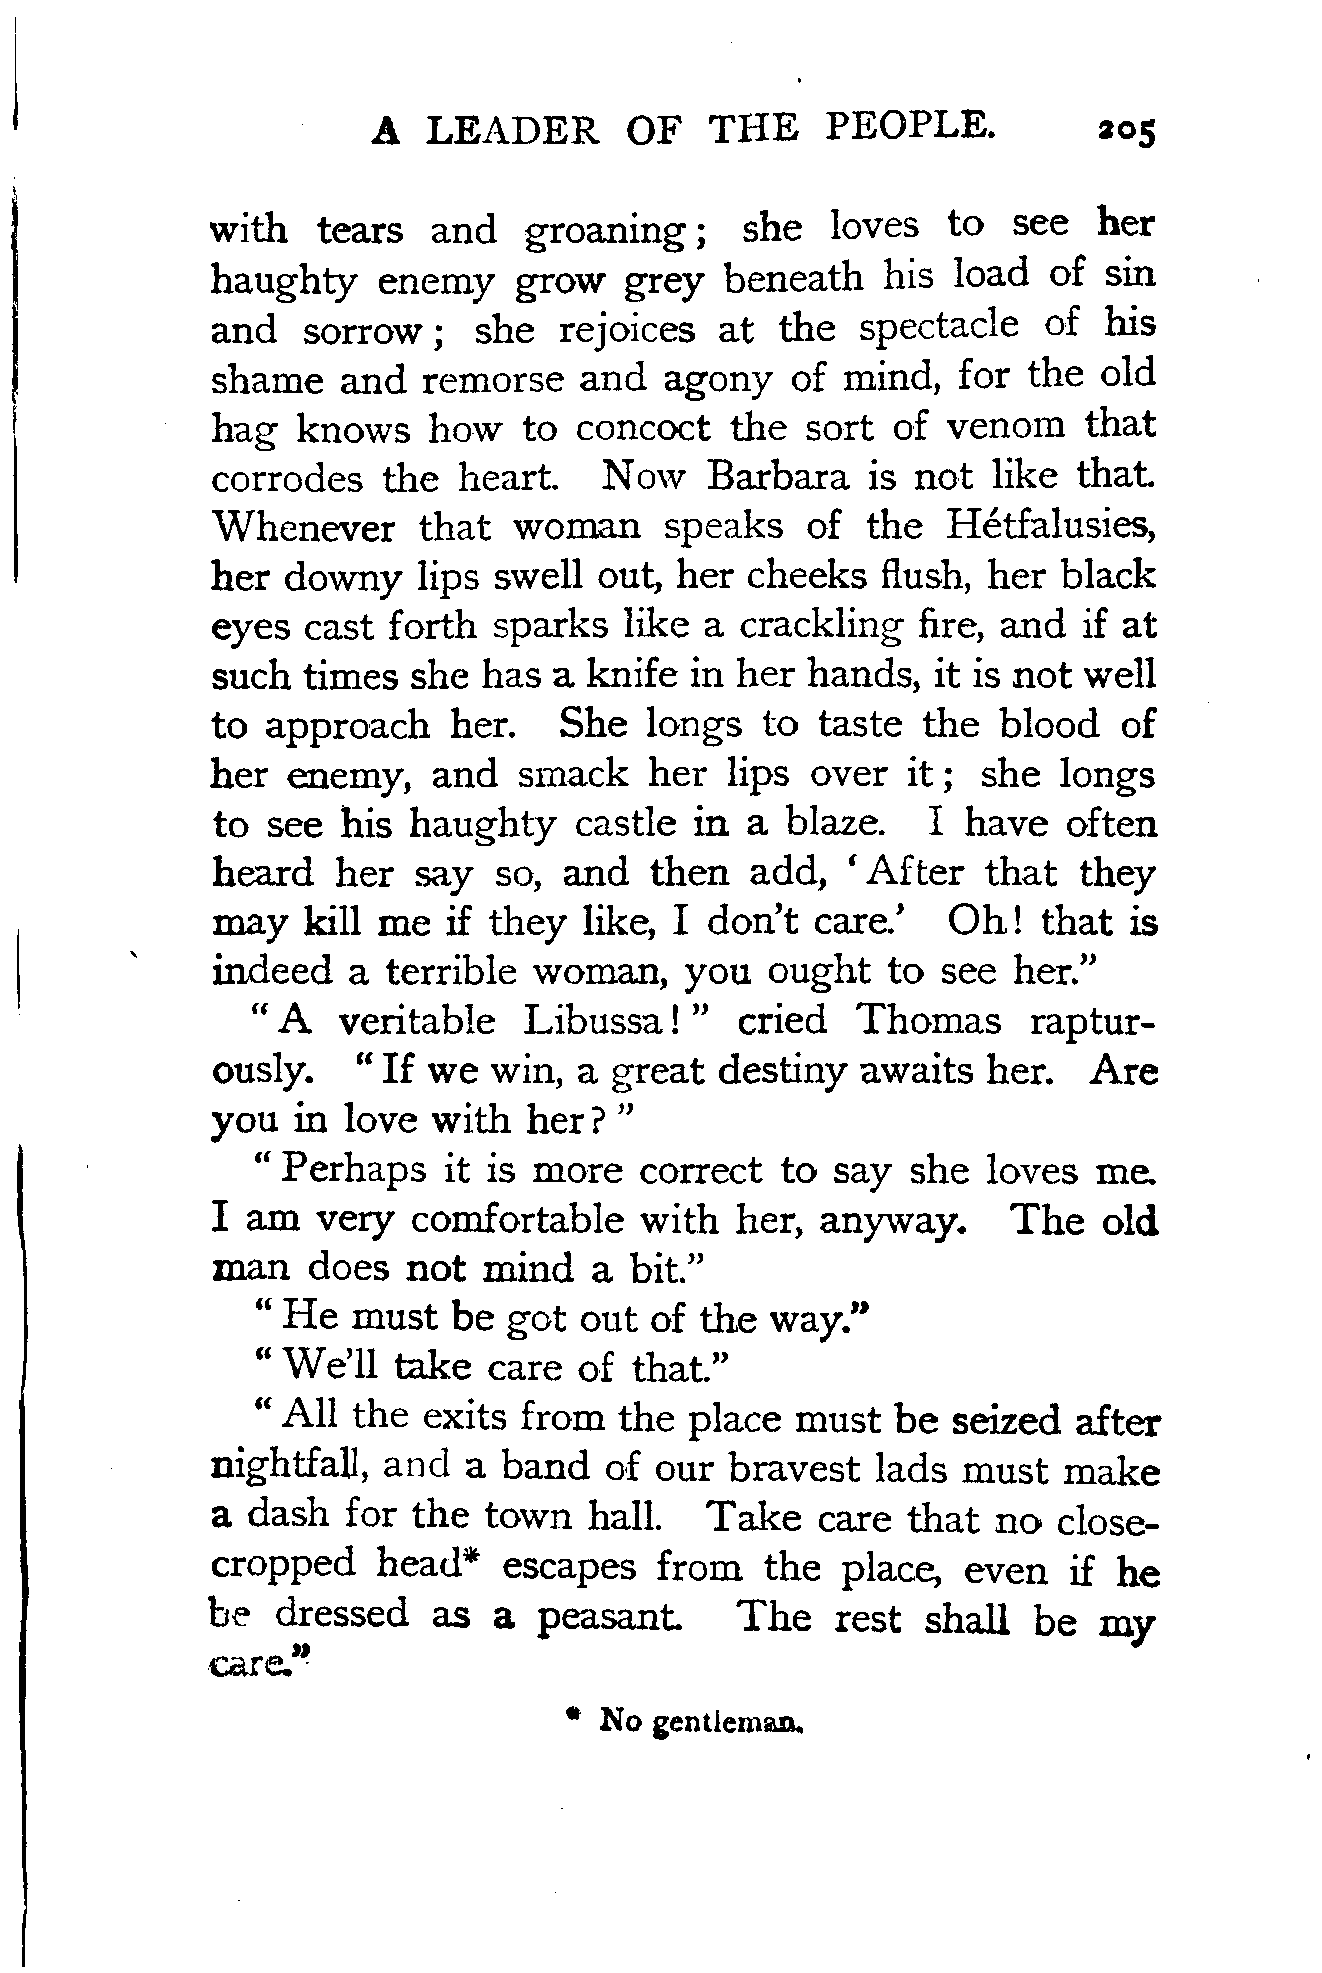 A LEADER OF THE PEOPLE. 205
with tears and groaning; she loves to see her
haughty enemy grow grey beneath his load of sin
and sorrow; she rejoices at the spectacle of his
shame and remorse and agony of mind, for the old
hag knows how to concoct the sort of venom that
corrodes the heart. Now Barbara is not like that.
Whenever that woman speaks of the Hétfalusies,
her downy lips swell out, her cheeks flush, her black
eyes cast forth sparks like a crackling fire, and if at
such times she has a knife in her hands, it is not well
to approach her. She longs to taste the blood of
her enemy, and smack her lips over it; she longs
to see his haughty castle in a blaze. I have often
heard her say so, and then add, ‘After that they
may kill me if they like, I don’t care.’ Oh! that is
indeed a terrible woman, you ought to see her.”
“A veritable Libussa!” cried Thomas raptur-
ously. “If we win, a great destiny awaits her. Are
you in love with her?”
“Perhaps it is more correct to say she loves me.
I am very comfortable with her, anyway. The old
man does not mind a bit.”
“He must be got out of the way.”
“We’ll take care of that.”
“All the exits from the place must be seized after
nightfall, and a band of our bravest lads must make
a dash for the town hall. Take care that no close-
cropped head* escapes from the place, even if he
be dressed as a peasant. The rest shall be my
care.”
* No gentleman.